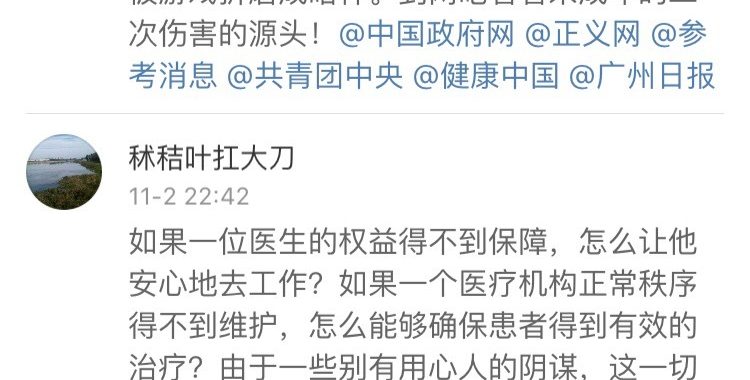 次伤害的源头！@中国政府网 @正义网 @参
考消息 @共青团中央 @健康中国 @广州日报
秫秸叶扛大刀
11-2 22:42
如果一位医生的权益得不到保障，怎么让他
安心地去工作？如果一个医疗机构正常秩序
得不到维护，怎么能够确保患者得到有效的
治疗？由于一些别有用心人的阴谋，这一切